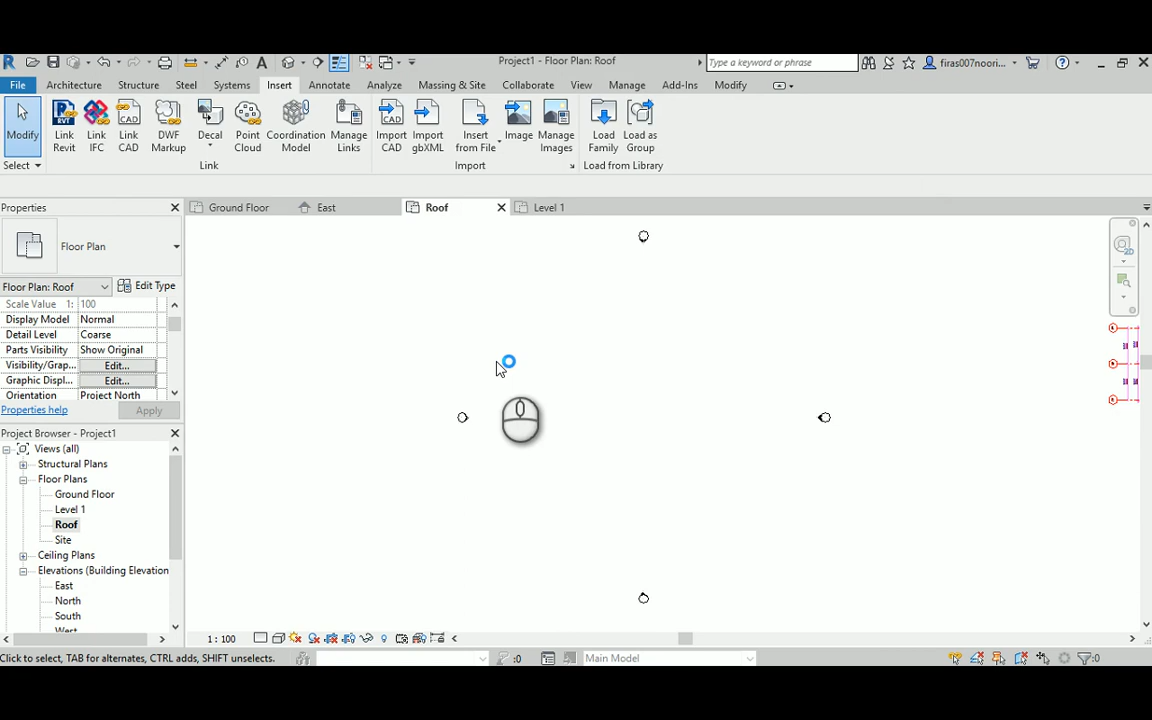 Project1 - Floor Plan: Roof
Type a keyword or phrase
firas007noori...
File Architecture Structure Steel Systems Insert Annotate Analyze Massing & Site Collaborate View Manage Add-Ins Modify
Modify
Link Revit
Link IFC
Link CAD
DWF Markup
Decal
Point Cloud
Coordination Model
Manage Links
Import CAD
Import gbXML
Insert from File
Image
Manage Images
Load Family
Load as Group
Select Link Import Load from Library
Properties
Ground Floor East Roof Level 1
Floor Plan
Floor Plan: Roof Edit Type
Scale Value 1: 100
Display Model Normal
Detail Level Coarse
Parts Visibility Show Original
Visibility/Grap... Edit...
Graphic Displ... Edit...
Orientation Project North
Properties help Apply
Project Browser - Project1
Views (all)
Structural Plans
Floor Plans
Ground Floor
Level 1
Roof
Site
Ceiling Plans
Elevations (Building Elevation
East
North
South
West
2D
1 : 100
Click to select, TAB for alternates, CTRL adds, SHIFT unselects.
:0
Main Model
:0